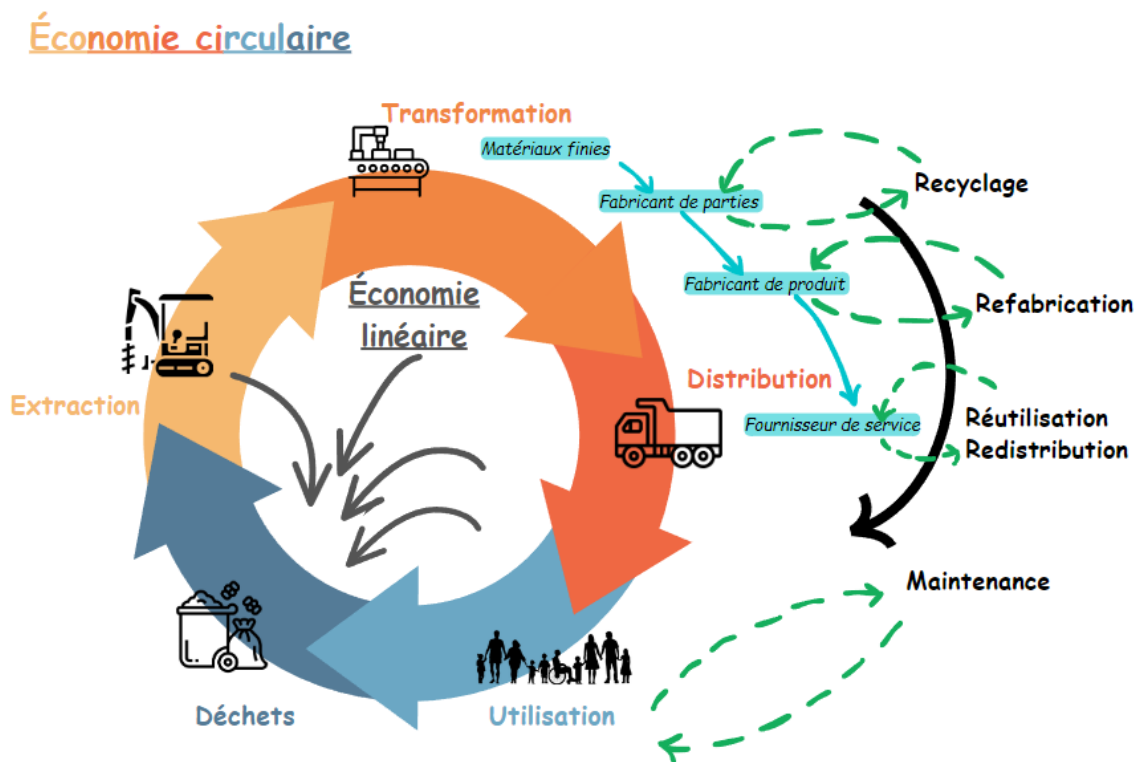 Économie circulaire
Transformation
Matériaux finies
Fabricant de parties
Recyclage
Fabricant de produit
Refabrication
Économie
linéaire
Extraction
Distribution
Fournisseur de service
Réutilisation
Redistribution
Maintenance
Déchets
Utilisation